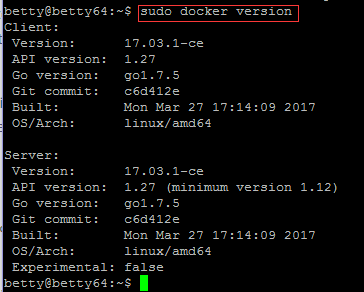 betty@betty64:~$ sudo docker version
Client:
 Version:      17.03.1-ce
 API version:  1.27
 Go version:   go1.7.5
 Git commit:   c6d412e
 Built:        Mon Mar 27 17:14:09 2017
 OS/Arch:      linux/amd64

Server:
 Version:      17.03.1-ce
 API version:  1.27 (minimum version 1.12)
 Go version:   go1.7.5
 Git commit:   c6d412e
 Built:        Mon Mar 27 17:14:09 2017
 OS/Arch:      linux/amd64
 Experimental: false
betty@betty64:~$